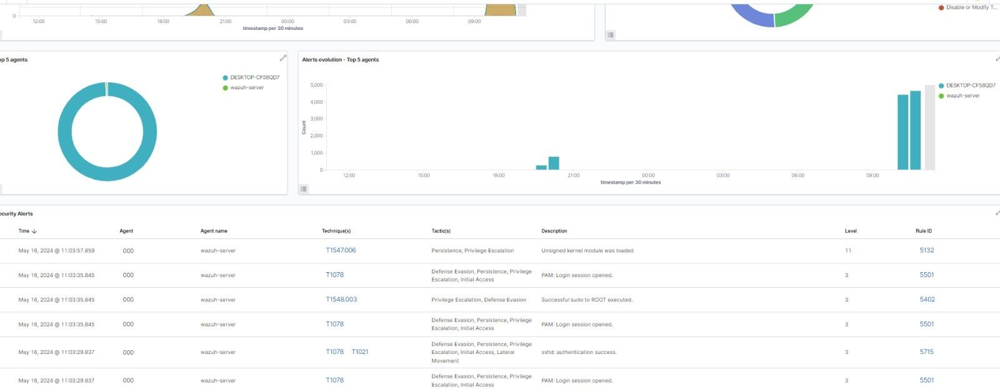 0
12:00 15:00 18:00 21:00 00:00 03:00 06:00 09:00
timestamp per 30 minutes
Disable or Modify T...
op 5 agents
DESKTOP-CF58QD7
wazuh-server
Alerts evolution - Top 5 agents
5,000
4,000
3,000
2,000
1,000
0
Count
12:00 15:00 18:00 21:00 00:00 03:00 06:00 09:00
timestamp per 30 minutes
DESKTOP-CF58QD7
wazuh-server
ecurity Alerts
Time Agent Agent name Technique(s) Tactic(s) Description Level Rule ID
May 16, 2024 @ 11:03:57.859 000 wazuh-server T1547.006 Persistence, Privilege Escalation Unsigned kernel module was loaded 11 5132
May 16, 2024 @ 11:03:35.845 000 wazuh-server T1078 Defense Evasion, Persistence, Privilege
Escalation, Initial Access PAM: Login session opened. 3 5501
May 16, 2024 @ 11:03:35.845 000 wazuh-server T1548.003 Privilege Escalation, Defense Evasion Successful sudo to ROOT executed. 3 5402
May 16, 2024 @ 11:03:35.845 000 wazuh-server T1078 Defense Evasion, Persistence, Privilege
Escalation, Initial Access PAM: Login session opened. 3 5501
May 16, 2024 @ 11:03:29.837 000 wazuh-server T1078 T1021 Defense Evasion, Persistence, Privilege
Escalation, Initial Access, Lateral
Movement sshd: authentication success. 3 5715
May 16, 2024 @ 11:03:29.837 000 wazuh-server T1078 Defense Evasion, Persistence, Privilege
Escalation, Initial Access PAM: Login session opened. 3 5501